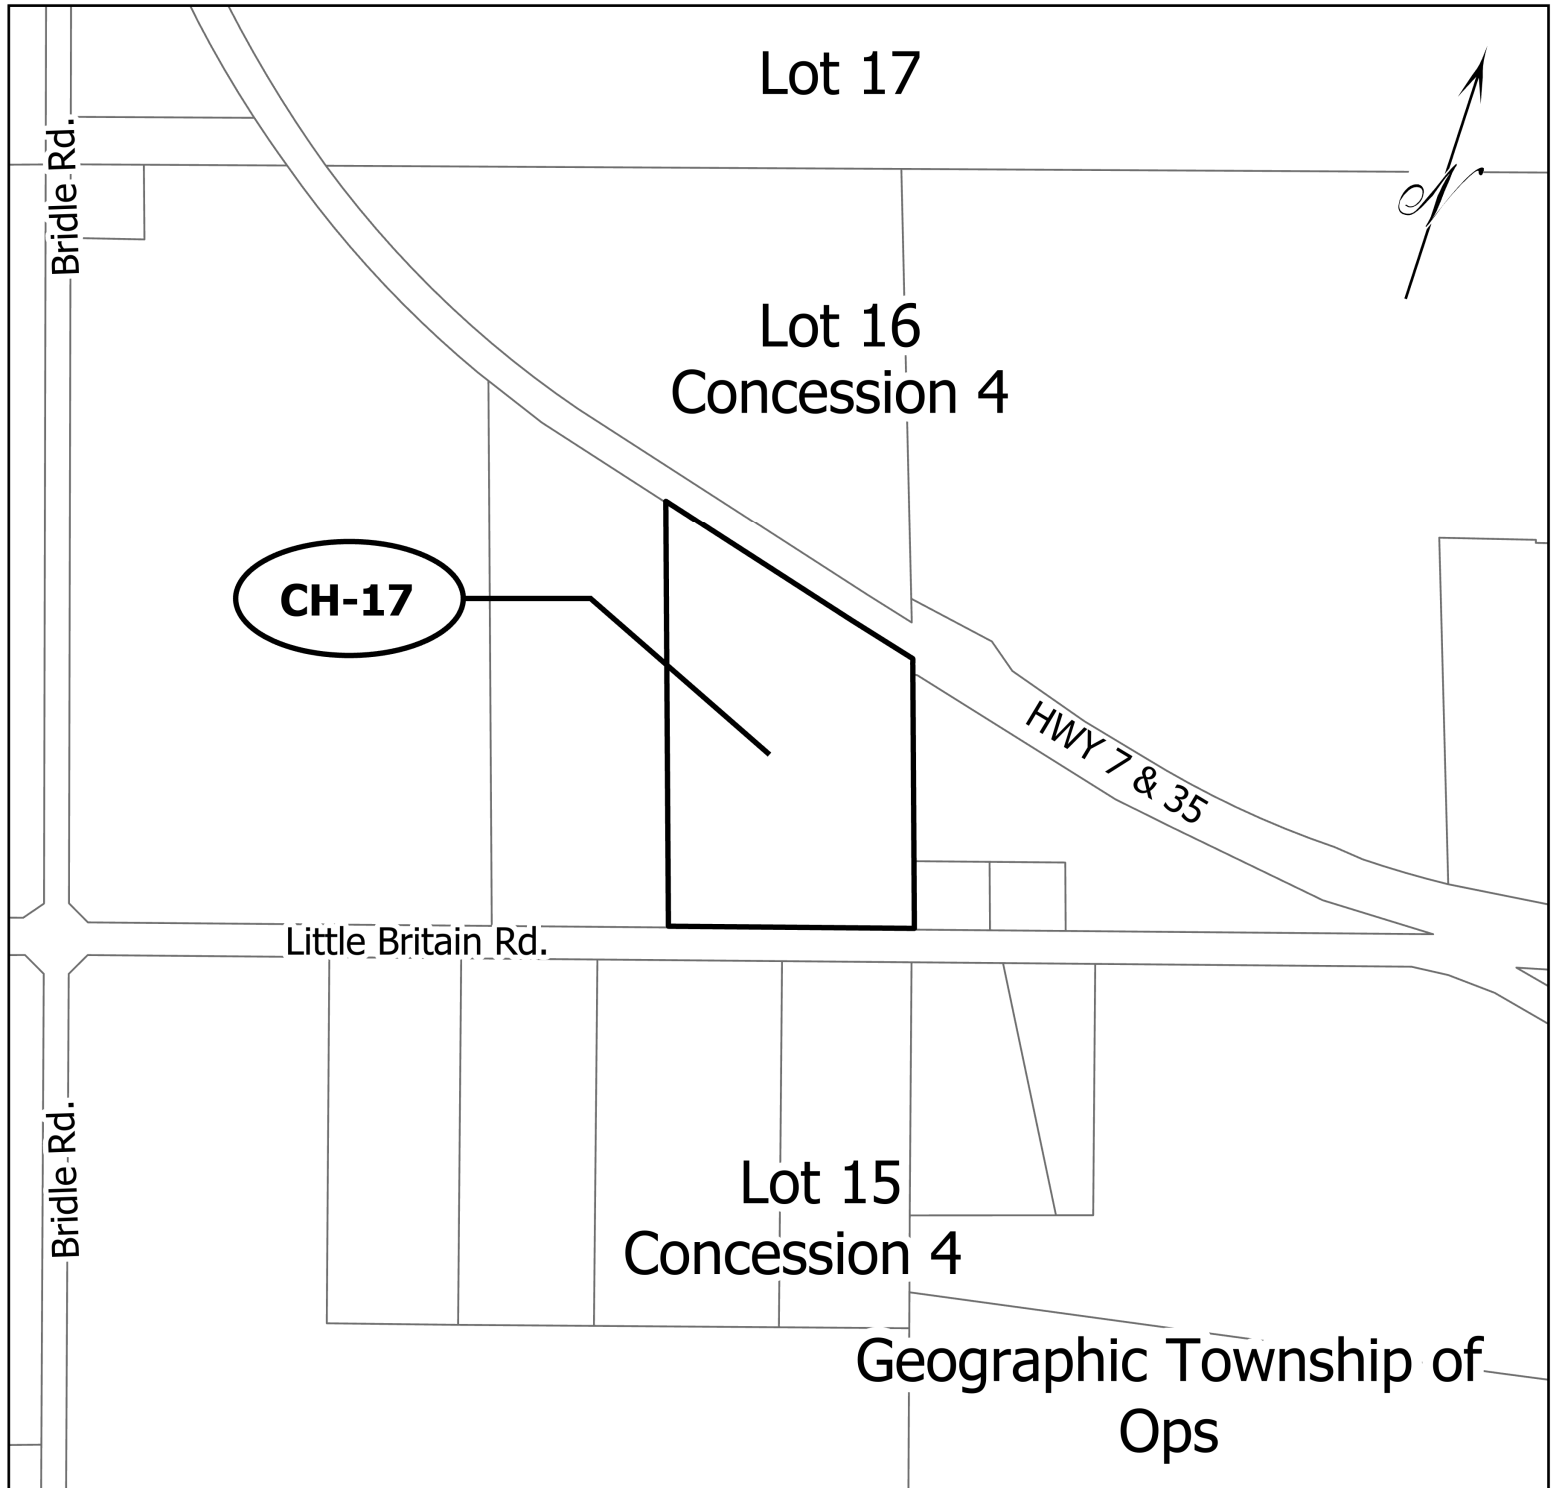 Lot 17
Bridle Rd.
N
Lot 16
Concession 4
CH-17
HWY 7 & 35
Little Britain Rd.
Bridle Rd.
Lot 15
Concession 4
Geographic Township of
Ops